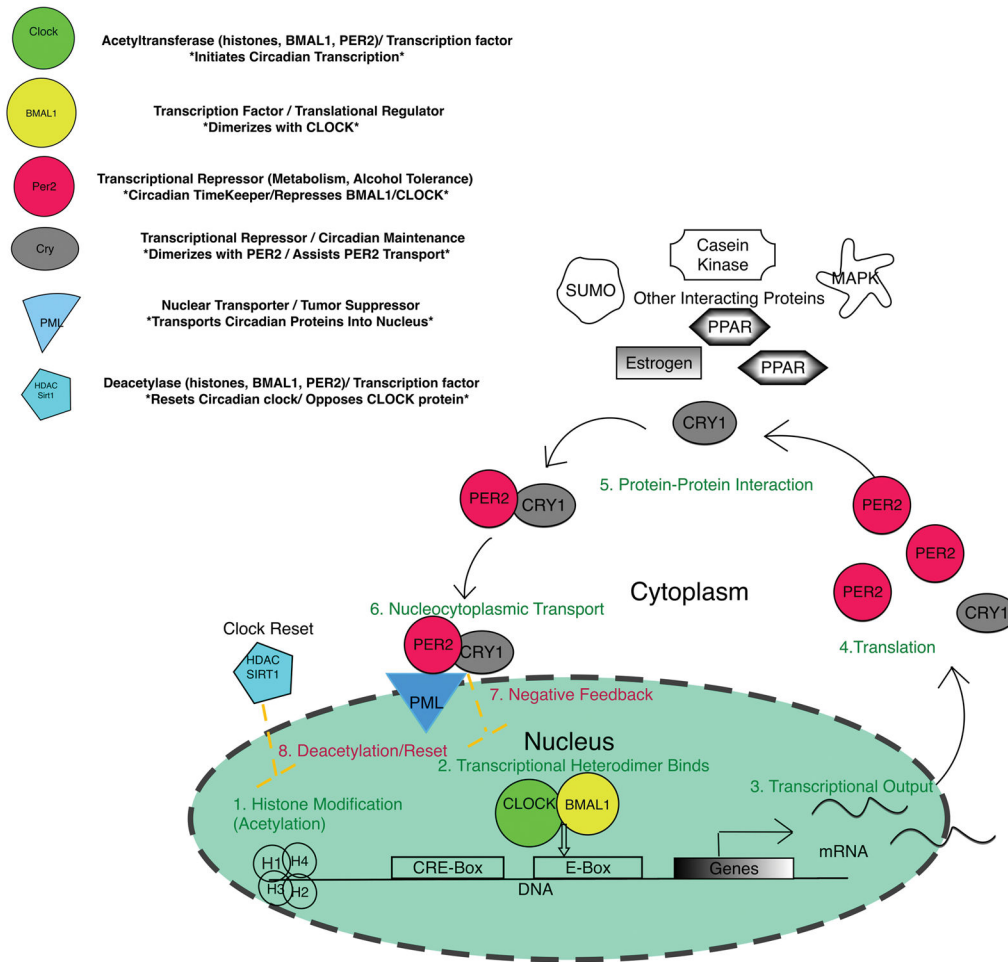 Clock
Acetyltransferase (histones, BMAL1, PER2)/ Transcription factor
*Initiates Circadian Transcription*
BMAL1
Transcription Factor / Translational Regulator
*Dimerizes with CLOCK*
Per2
Transcriptional Repressor (Metabolism, Alcohol Tolerance)
*Circadian TimeKeeper/Represses BMAL1/CLOCK*
Cry
Transcriptional Repressor / Circadian Maintenance
*Dimerizes with PER2 / Assists PER2 Transport*
PML
Nuclear Transporter / Tumor Suppressor
*Transports Circadian Proteins Into Nucleus*
HDAC
Sirt1
Deacetylase (histones, BMAL1, PER2)/ Transcription factor
*Resets Circadian clock/ Opposes CLOCK protein*
Casein
Kinase
SUMO
MAPK
Other Interacting Proteins
PPAR
Estrogen
PPAR
CRY1
5. Protein-Protein Interaction
PER2
CRY1
PER2
PER2
PER2
CRY1
4.Translation
Cytoplasm
6. Nucleocytoplasmic Transport
PER2
CRY1
PML
Clock Reset
HDAC
SIRT1
7. Negative Feedback
8. Deacetylation/Reset
Nucleus
2. Transcriptional Heterodimer Binds
1. Histone Modification
(Acetylation)
CLOCK
BMAL1
3. Transcriptional Output
mRNA
H1
H4
H3
H2
CRE-Box
E-Box
Genes
DNA